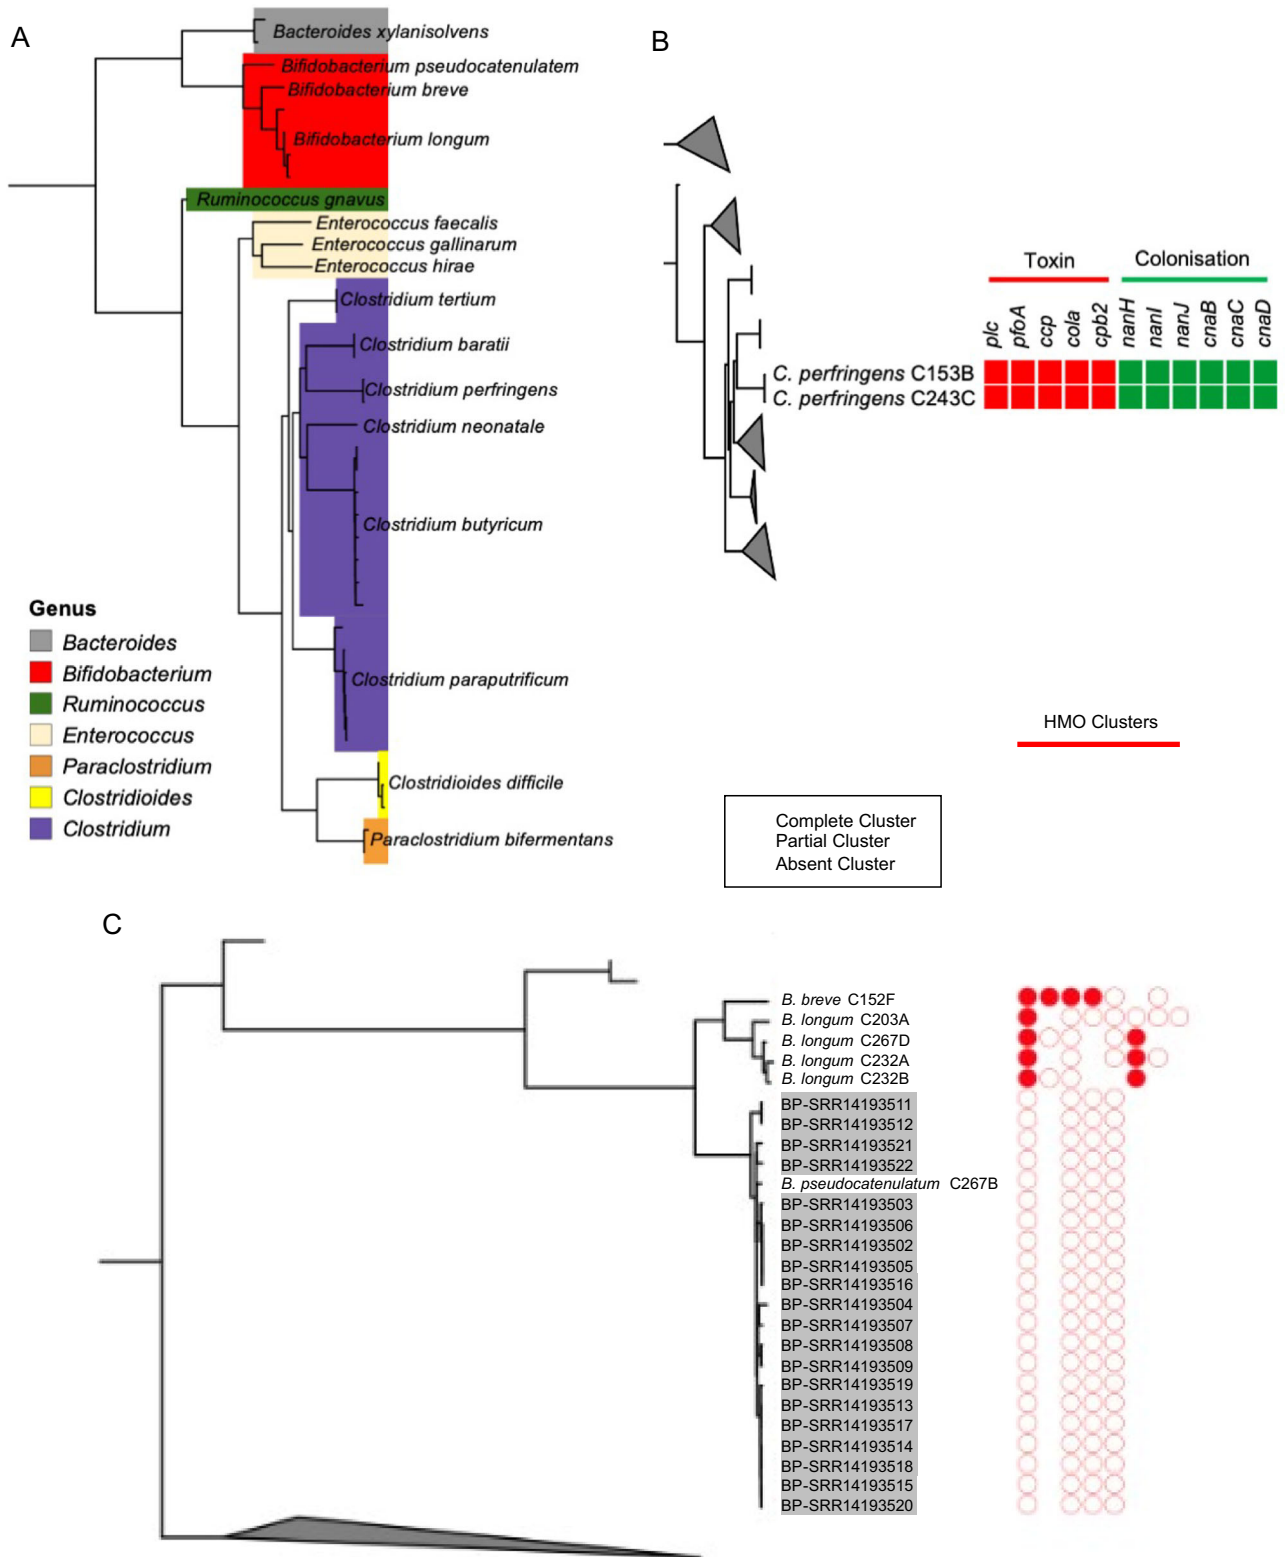 A
Bacteroides xylanisolvens
Bifidobacterium pseudocatenulatem
Bifidobacterium breve
Bifidobacterium longum
Ruminococcus gnavus
Enterococcus faecalis
Enterococcus gallinarum
Enterococcus hirae
Clostridium tertium
Clostridium baratii
Clostridium perfringens
Clostridium neonatale
Clostridium butyricum
Clostridium paraputrificum
Clostridioides difficile
Paraclostridium bifermentans
Genus
Bacteroides
Bifidobacterium
Ruminococcus
Enterococcus
Paraclostridium
Clostridioides
Clostridium
B
Toxin
Colonisation
plc
pfoA
ccp
cola
cpb2
nanH
nanI
nanJ
cnaB
cnaC
cnaD
C. perfringens C153B
C. perfringens C243C
HMO Clusters
Complete Cluster
Partial Cluster
Absent Cluster
C
B. breve C152F
B. longum C203A
B. longum C267D
B. longum C232A
B. longum C232B
BP-SRR14193511
BP-SRR14193512
BP-SRR14193521
BP-SRR14193522
B. pseudocatenulatum C267B
BP-SRR14193503
BP-SRR14193506
BP-SRR14193502
BP-SRR14193505
BP-SRR14193516
BP-SRR14193504
BP-SRR14193507
BP-SRR14193508
BP-SRR14193509
BP-SRR14193519
BP-SRR14193513
BP-SRR14193517
BP-SRR14193514
BP-SRR14193518
BP-SRR14193515
BP-SRR14193520